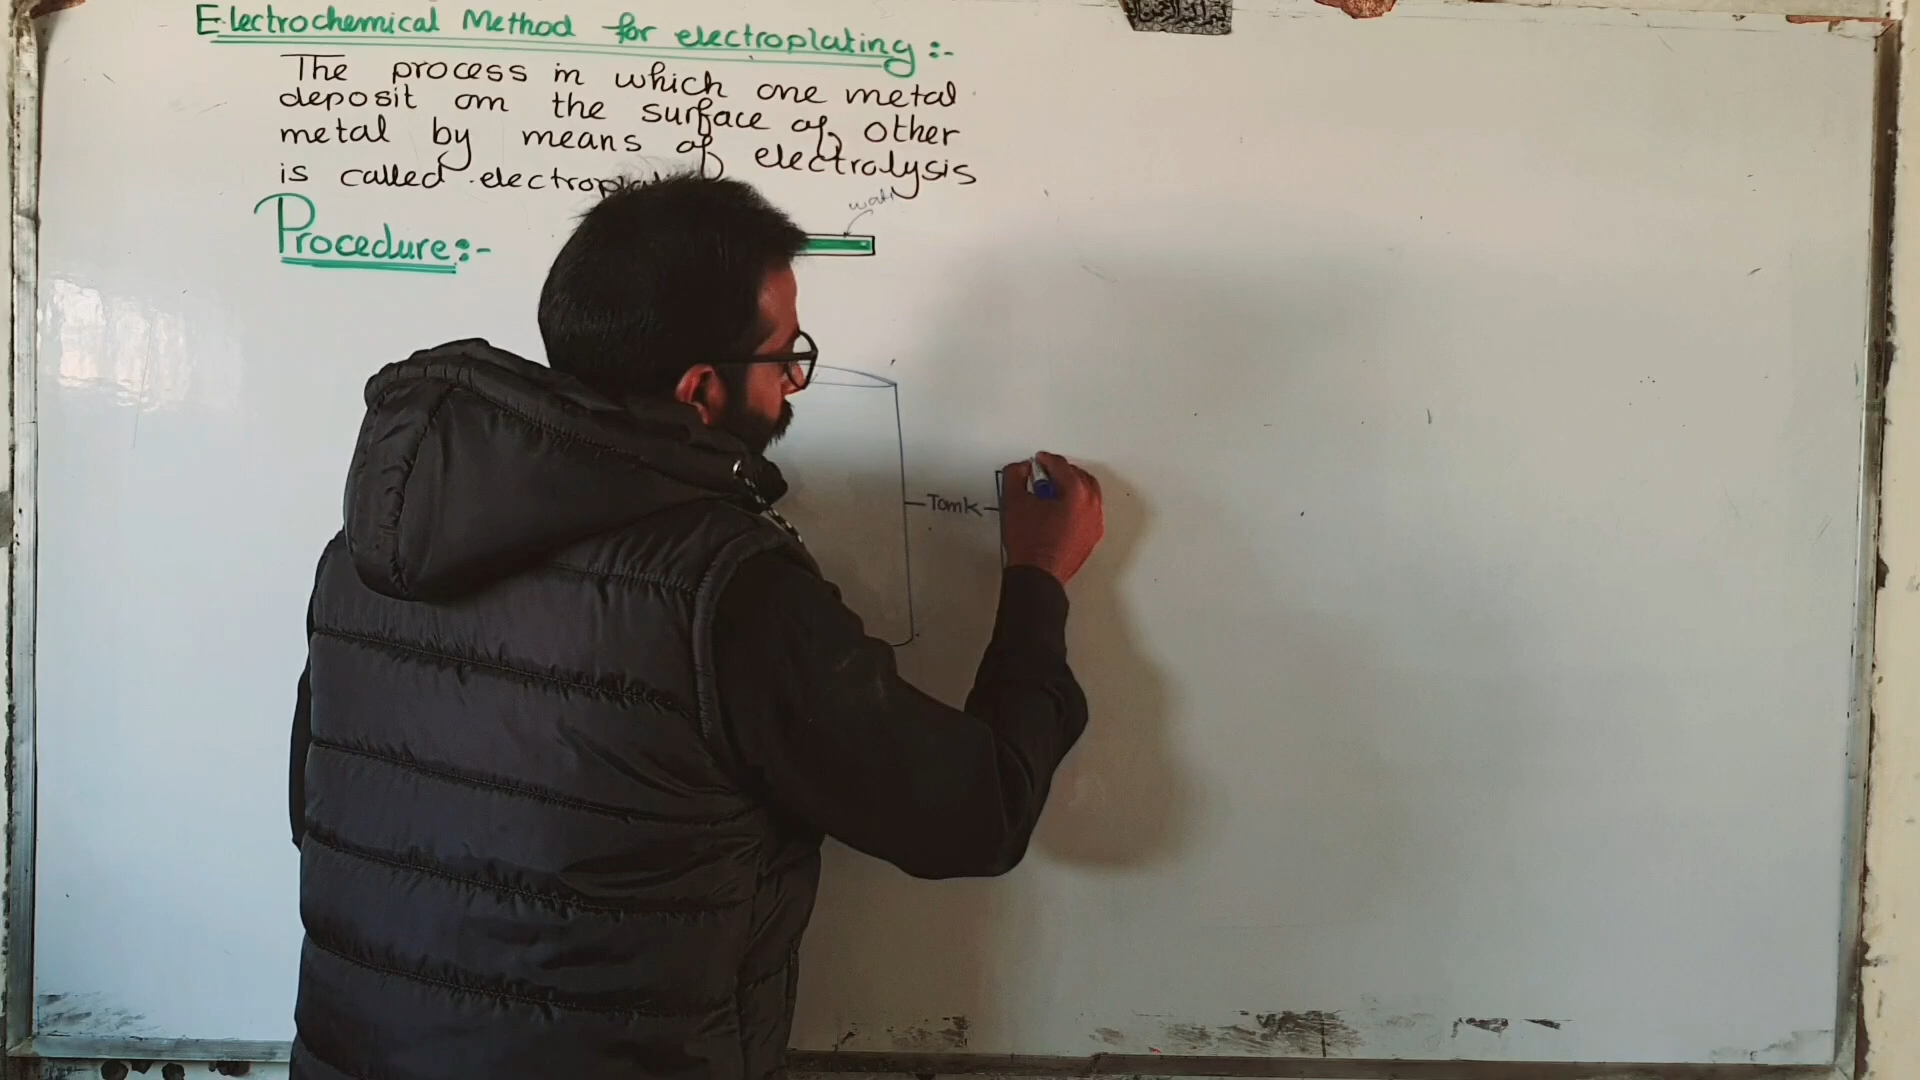 Electrochemical Method for electroplating :-
The process in which one metal
deposit on the surface of other
metal by means of electrolysis
is called electropla
Procedure:-
Tank